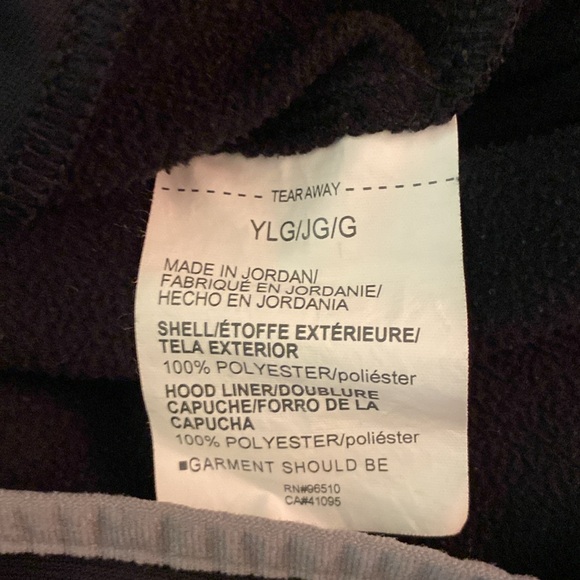 - - - - - - - - - TEAR AWAY - - - - - - - - -
YLG/JG/G
MADE IN JORDAN/
FABRIQUÉ EN JORDANIE/
HECHO EN JORDANIA
SHELL/ÉTOFFE EXTÉRIEURE/
TELA EXTERIOR
100% POLYESTER/poliéster
HOOD LINER/DOUBLURE
CAPUCHE/FORRO DE LA
CAPUCHA
100% POLYESTER/poliéster
■GARMENT SHOULD BE
RN#96510
CA#41095